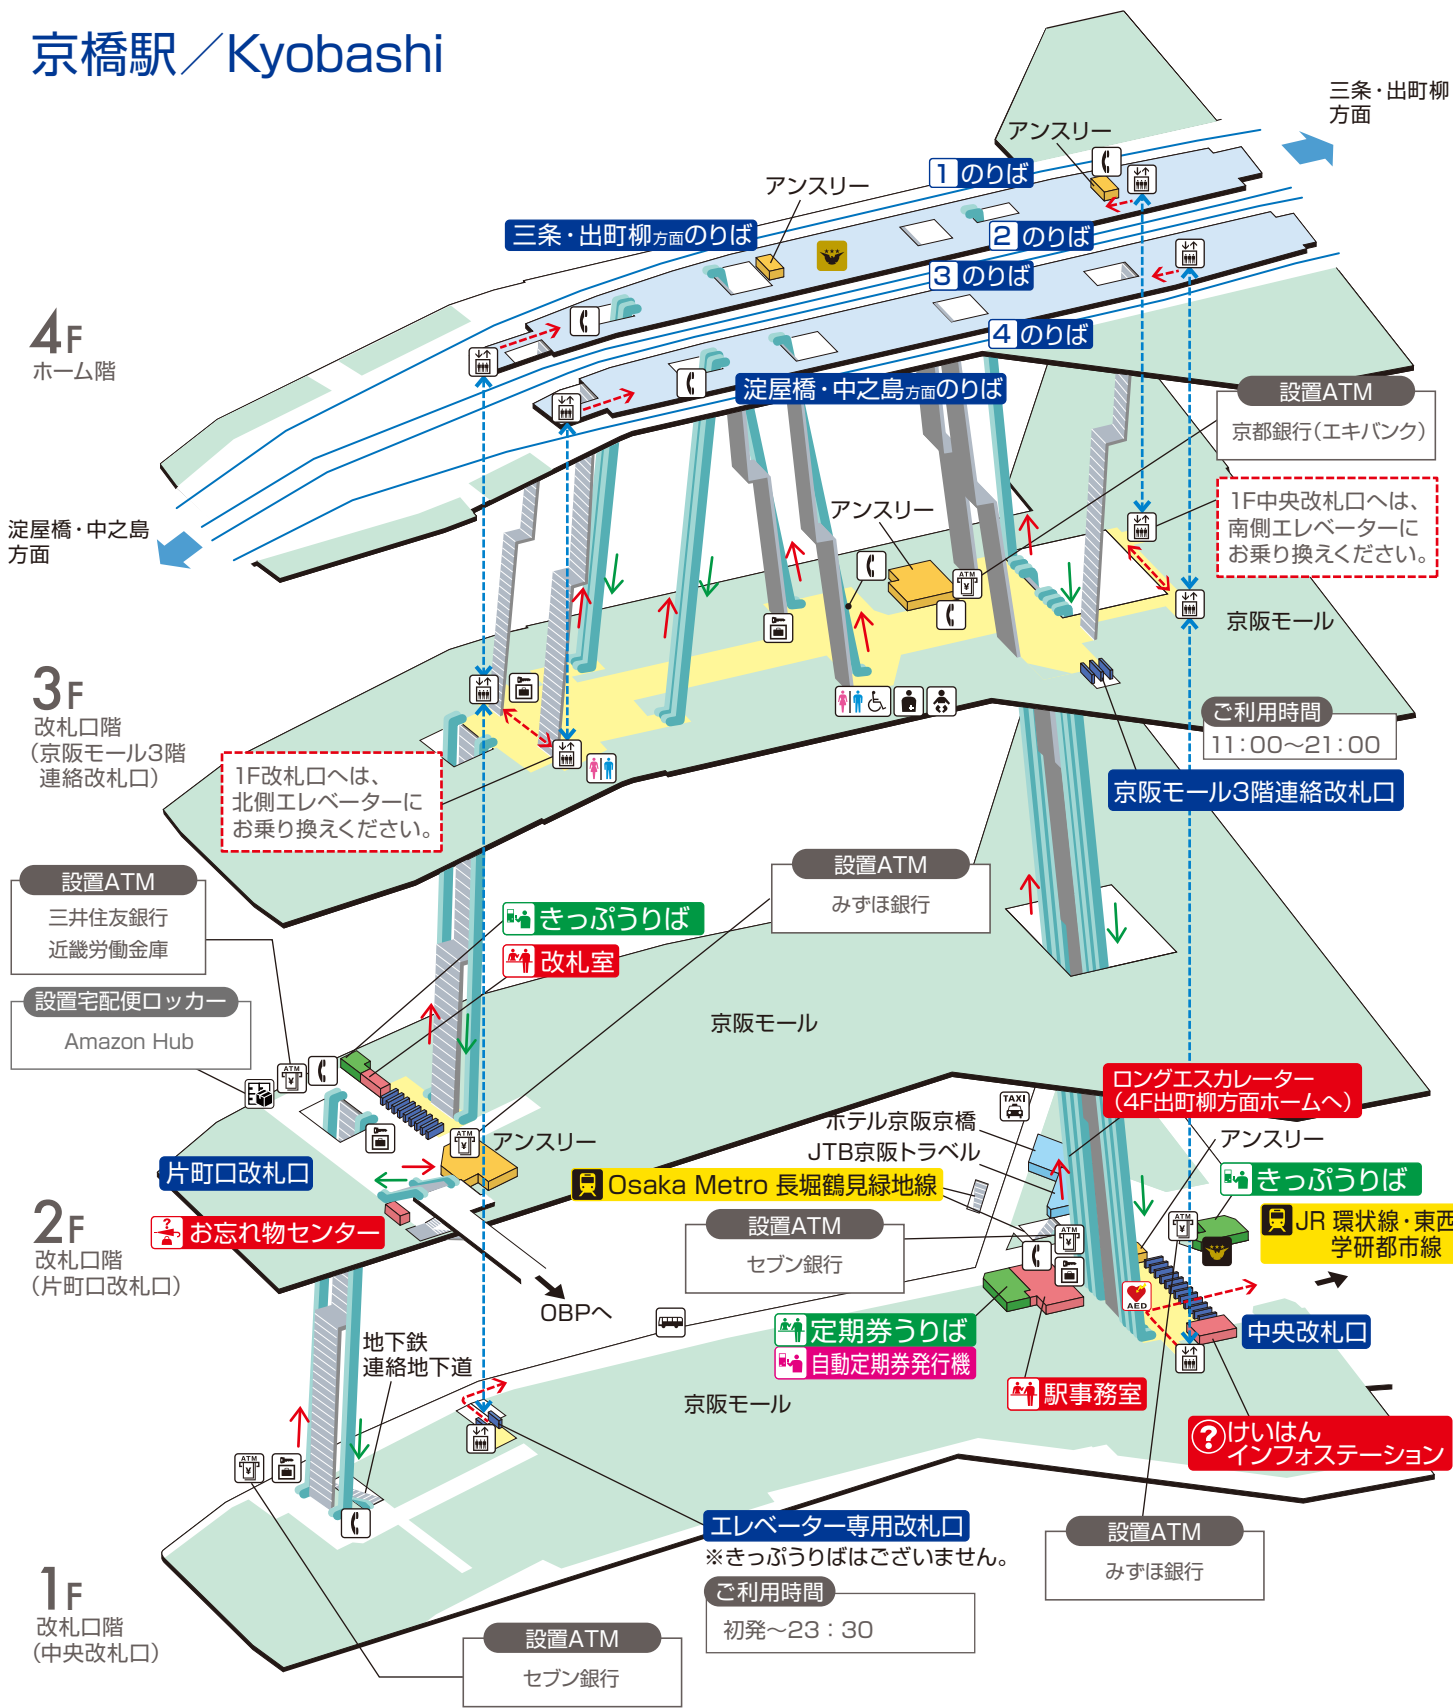 京橋駅／Kyobashi
三条・出町柳
方面
アンスリー
1 のりば
アンスリー
三条・出町柳方面のりば
2 のりば
3 のりば
4 のりば
4F
ホーム階
淀屋橋・中之島方面のりば
設置ATM
京都銀行(エキバンク)
淀屋橋・中之島
方面
アンスリー
ATM
1F中央改札口へは、
南側エレベーターに
お乗り換えください。
京阪モール
3F
改札口階
(京阪モール3階
連絡改札口)
ご利用時間
11:00〜21:00
京阪モール3階連絡改札口
1F改札口へは、
北側エレベーターに
お乗り換えください。
設置ATM
三井住友銀行
近畿労働金庫
設置ATM
みずほ銀行
きっぷうりば
改札室
設置宅配便ロッカー
Amazon Hub
京阪モール
ATM
ATM
アンスリー
片町口改札口
2F
改札口階
(片町口改札口)
お忘れ物センター
OBPへ
ロングエスカレーター
(4F出町柳方面ホームへ)
TAXI
ホテル京阪京橋
JTB京阪トラベル
アンスリー
きっぷうりば
Osaka Metro 長堀鶴見緑地線
JR 環状線・東西
学研都市線
設置ATM
セブン銀行
ATM
ATM
AED
定期券うりば
自動定期券発行機
中央改札口
駅事務室
けいはん
インフォステーション
地下鉄
連絡地下道
京阪モール
ATM
エレベーター専用改札口
※きっぷうりばはございません。
ご利用時間
初発〜23:30
設置ATM
みずほ銀行
1F
改札口階
(中央改札口)
設置ATM
セブン銀行